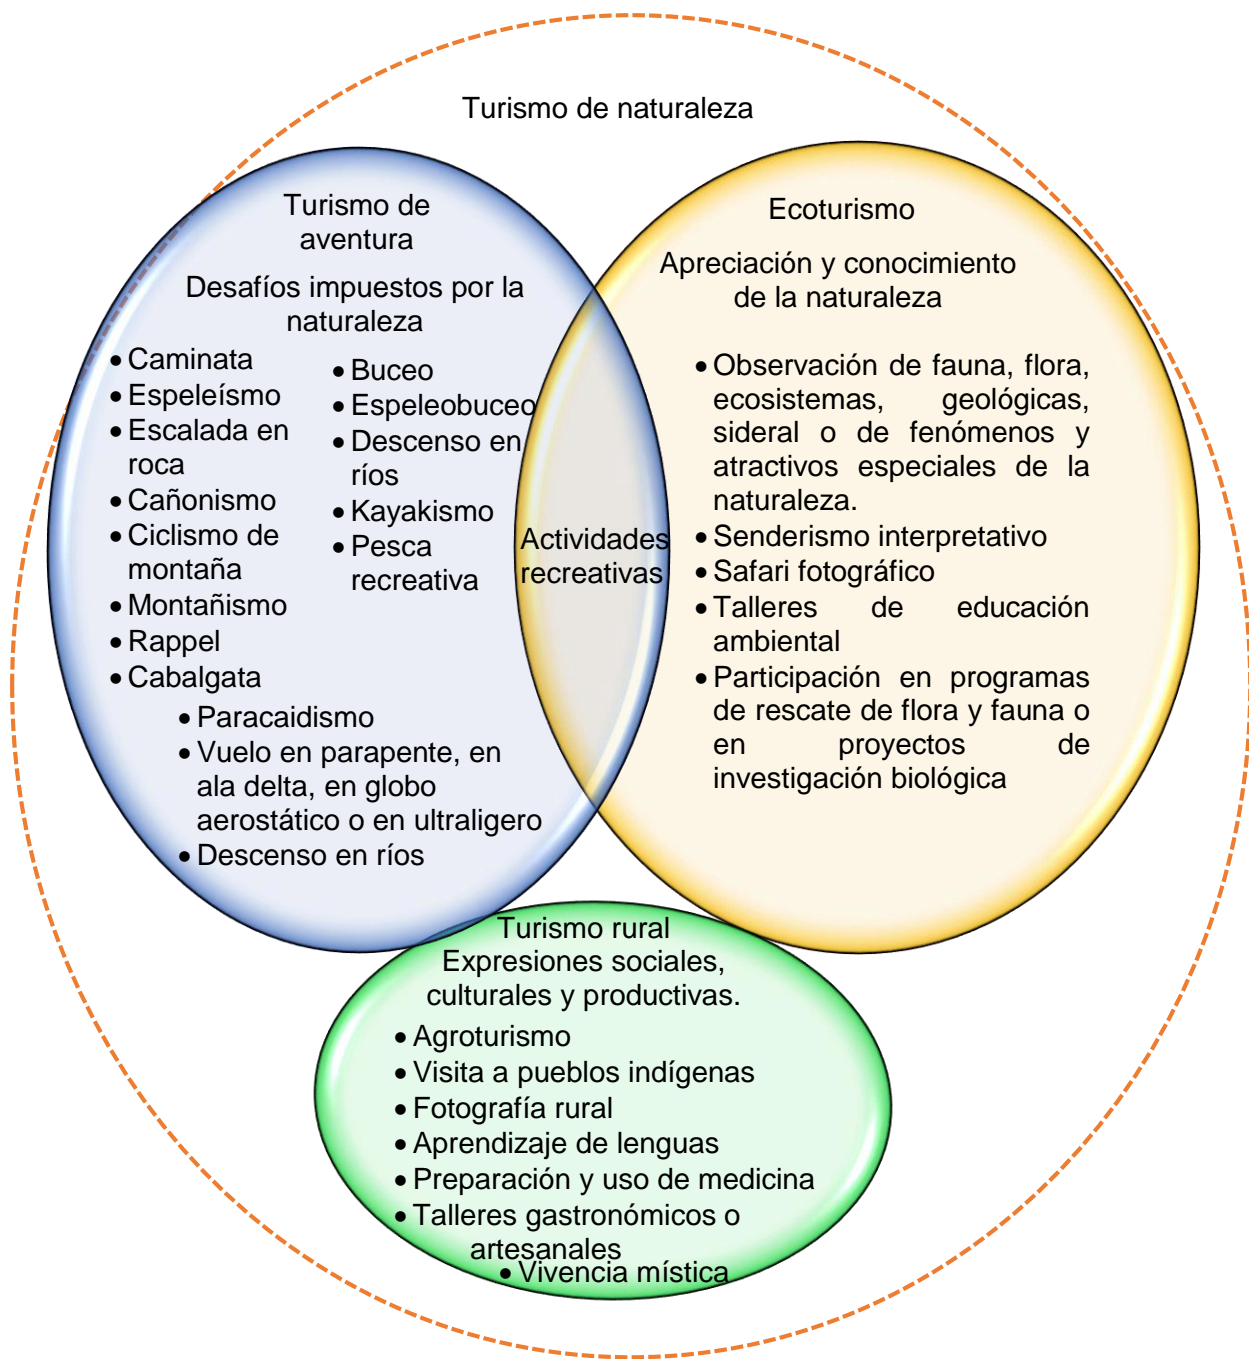 Turismo de naturaleza
Turismo de
aventura
Desafíos impuestos por la
naturaleza
• Caminata
• Espeleísmo
• Escalada en
roca
• Cañonismo
• Ciclismo de
montaña
• Montañismo
• Rappel
• Cabalgata
• Buceo
• Espeleobuceo
• Descenso en
ríos
• Kayakismo
• Pesca
recreativa
• Paracaidismo
• Vuelo en parapente, en
ala delta, en globo
aerostático o en ultraligero
• Descenso en ríos
Actividades
recreativas
Ecoturismo
Apreciación y conocimiento
de la naturaleza
• Observación de fauna, flora,
ecosistemas, geológicas,
sideral o de fenómenos y
atractivos especiales de la
naturaleza.
• Senderismo interpretativo
• Safari fotográfico
• Talleres de educación
ambiental
• Participación en programas
de rescate de flora y fauna o
en proyectos de
investigación biológica
Turismo rural
Expresiones sociales,
culturales y productivas.
• Agroturismo
• Visita a pueblos indígenas
• Fotografía rural
• Aprendizaje de lenguas
• Preparación y uso de medicina
• Talleres gastronómicos o
artesanales
• Vivencia mística